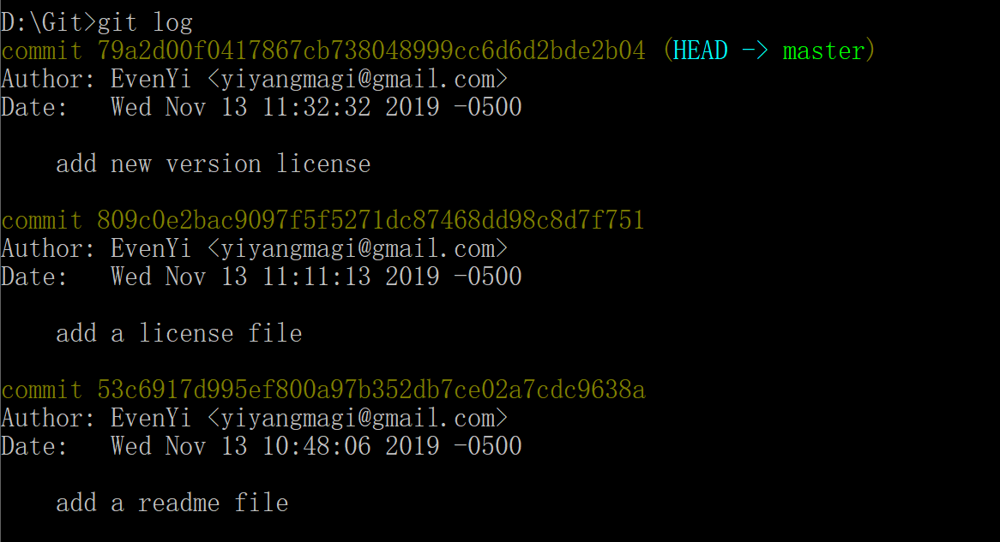 D:\Git>git log
commit 79a2d00f0417867cb738048999cc6d6d2bde2b04 (HEAD -> master)
Author: EvenYi <yiyangmagi@gmail.com>
Date:   Wed Nov 13 11:32:32 2019 -0500
    add new version license
commit 809c0e2bac9097f5f5271dc87468dd98c8d7f751
Author: EvenYi <yiyangmagi@gmail.com>
Date:   Wed Nov 13 11:11:13 2019 -0500
    add a license file
commit 53c6917d995ef800a97b352db7ce02a7cdc9638a
Author: EvenYi <yiyangmagi@gmail.com>
Date:   Wed Nov 13 10:48:06 2019 -0500
    add a readme file